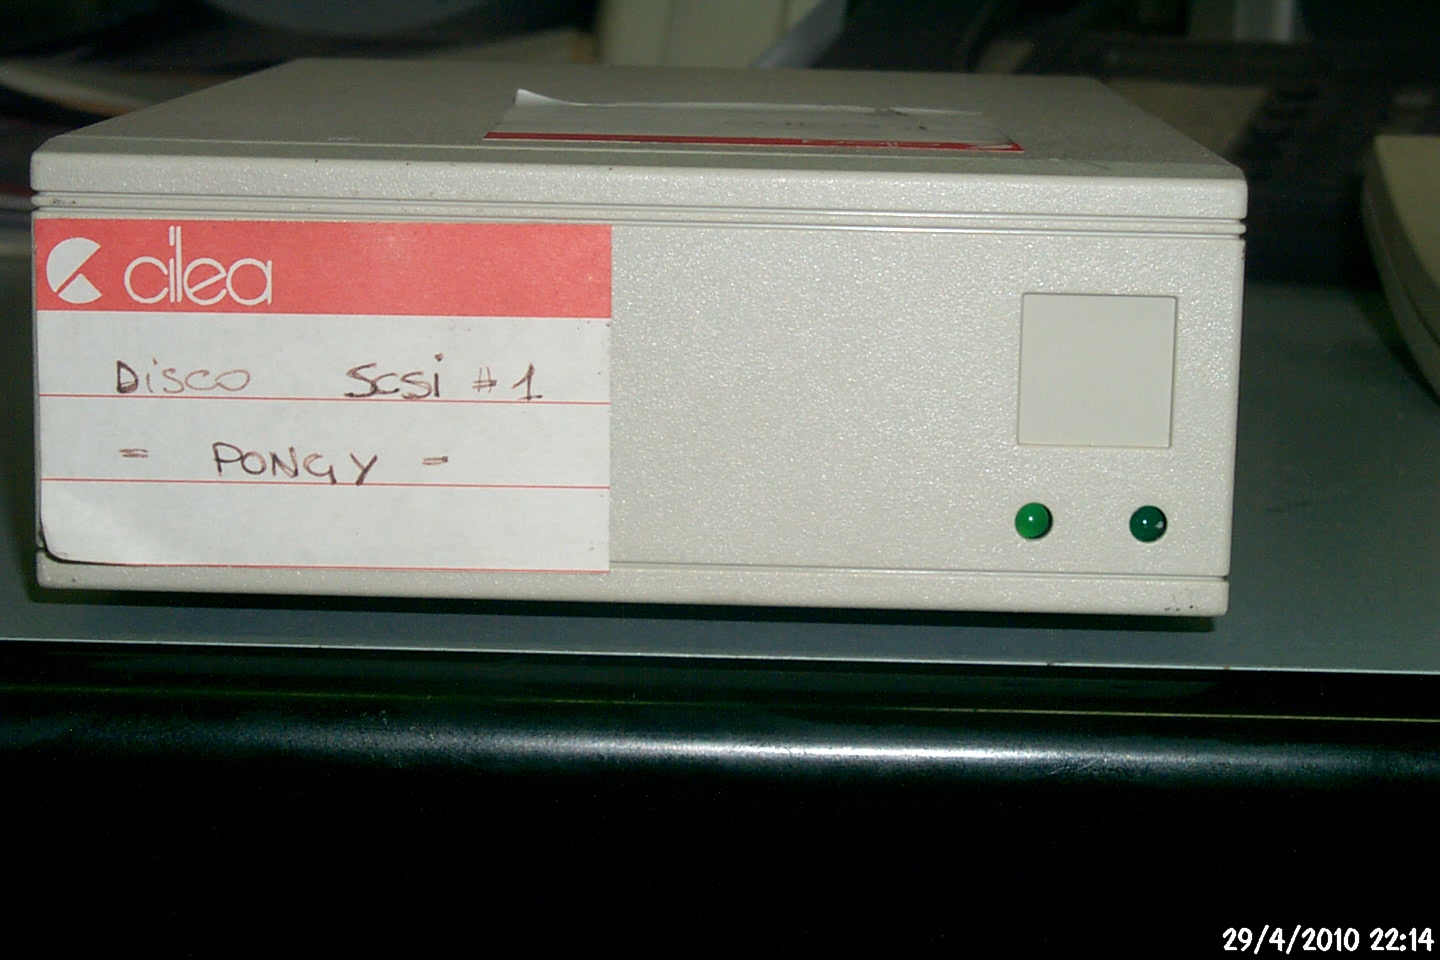 cilea
Disco Scsi #1
= PONGY =
29/4/2010 22:14